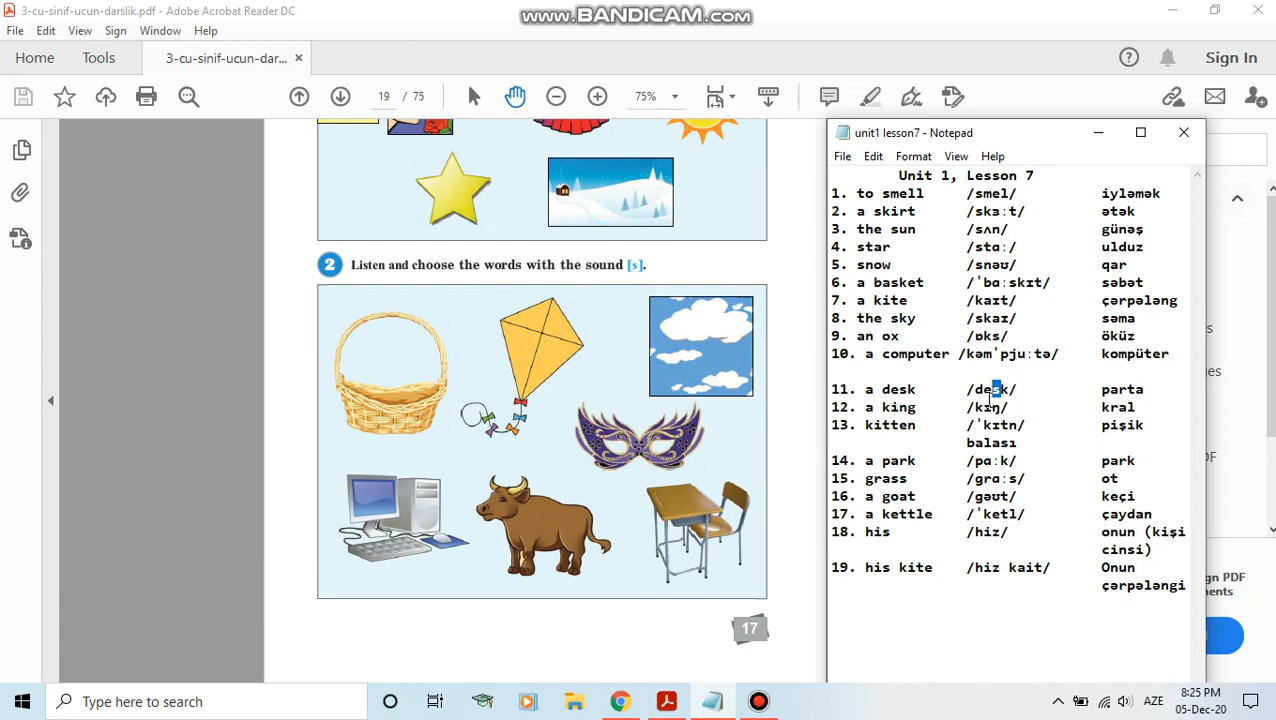 3-cu-sinif-ucun-darslik.pdf - Adobe Acrobat Reader DC
www.BANDICAM.com
File Edit View Sign Window Help
Home Tools 3-cu-sinif-ucun-dar... × Sign In
19 / 75 75%
2 Listen and choose the words with the sound [s].
17
unit1 lesson7 - Notepad
File Edit Format View Help
Unit 1, Lesson 7
1. to smell /smel/ iyləmək
2. a skirt /skɜːt/ ətək
3. the sun /sʌn/ günəş
4. star /stɑː/ ulduz
5. snow /snəʊ/ qar
6. a basket /ˈbɑːskɪt/ səbət
7. a kite /kaɪt/ çərpələng
8. the sky /skaɪ/ səma
9. an ox /ɒks/ öküz
10. a computer /kəmˈpjuːtə/ kompüter
11. a desk /desk/ parta
12. a king /kɪŋ/ kral
13. kitten /ˈkɪtn/ pişik
balası
14. a park /pɑːk/ park
15. grass /grɑːs/ ot
16. a goat /gəʊt/ keçi
17. a kettle /ˈketl/ çaydan
18. his /hiz/ onun (kişi
cinsi)
19. his kite /hiz kait/ Onun
çərpələngi
gn PDF
ments
Type here to search
AZE
8:25 PM
05-Dec-20